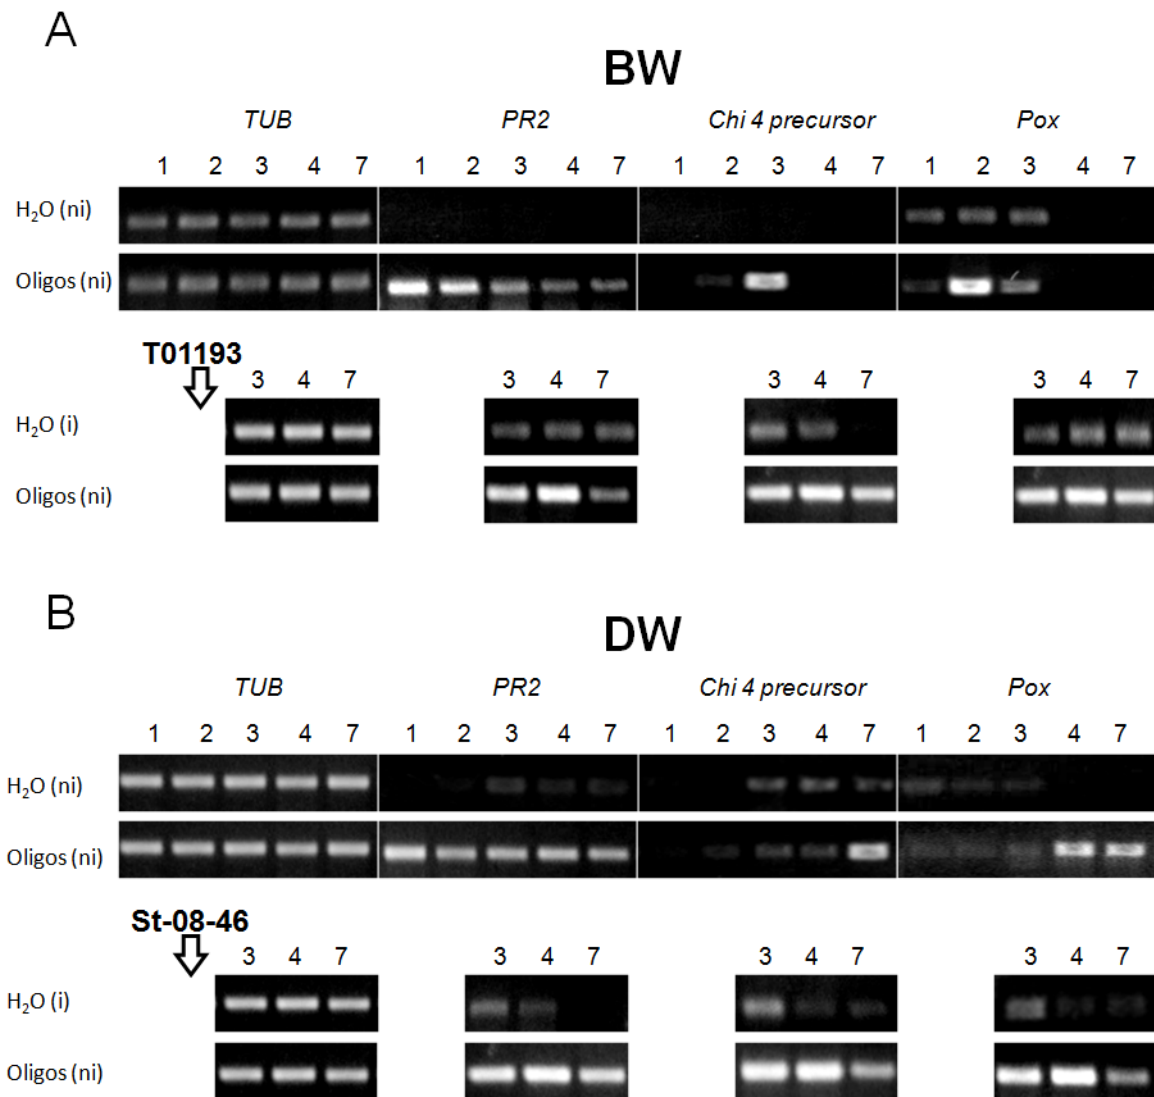 A
BW
TUB PR2 Chi 4 precursor Pox
1 2 3 4 7 1 2 3 4 7 1 2 3 4 7 1 2 3 4 7
H₂O (ni)
Oligos (ni)
T01193
3 4 7 3 4 7 3 4 7 3 4 7
H₂O (i)
Oligos (ni)
B
DW
TUB PR2 Chi 4 precursor Pox
1 2 3 4 7 1 2 3 4 7 1 2 3 4 7 1 2 3 4 7
H₂O (ni)
Oligos (ni)
St-08-46
3 4 7 3 4 7 3 4 7 3 4 7
H₂O (i)
Oligos (ni)